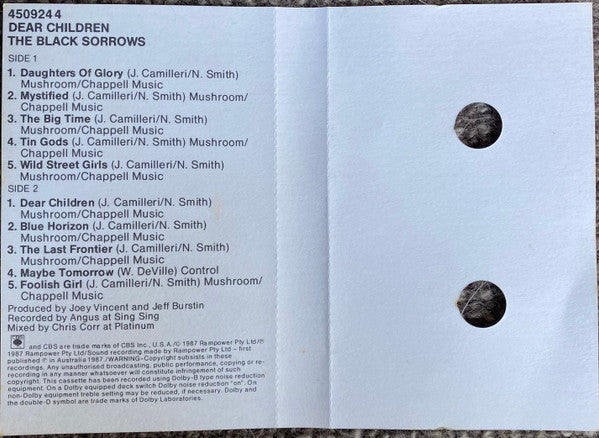 450924 4
DEAR CHILDREN
THE BLACK SORROWS
SIDE 1
1. Daughters Of Glory (J. Camilleri/N. Smith)
Mushroom/Chappell Music
2. Mystified (J. Camilleri/N. Smith) Mushroom/
Chappell Music
3. The Big Time (J. Camilleri/N. Smith)
Mushroom/Chappell Music
4. Tin Gods (J. Camilleri/N. Smith) Mushroom/
Chappell Music
5. Wild Street Girls (J. Camilleri/N. Smith)
Mushroom/Chappell Music
SIDE 2
1. Dear Children (J. Camilleri/N. Smith)
Mushroom/Chappell Music
2. Blue Horizon (J. Camilleri/N. Smith)
Mushroom/Chappell Music
3. The Last Frontier (J. Camilleri/N. Smith)
Mushroom/Chappell Music
4. Maybe Tomorrow (W. DeVille) Control
5. Foolish Girl (J. Camilleri/N. Smith) Mushroom/
Chappell Music
Produced by Joey Vincent and Jeff Burstin
Recorded by Angus at Sing Sing
Mixed by Chris Corr at Platinum
and CBS are trade marks of CBS Inc., U.S.A./© 1987 Rampower Pty Ltd/℗
1987 Rampower Pty Ltd/Sound recording made by Rampower Pty Ltd – first
published ℗ in Australia 1987./WARNING–Copyright subsists in these
recordings. Any unauthorised broadcasting, public performance, copying or re-
cording in any manner whatsoever will constitute infringement of such
copyright. This cassette has been recorded using Dolby-B type noise reduction
equipment. On a Dolby equipped deck switch Dolby noise reduction "on". On
non-Dolby equipment treble setting may be reduced, if necessary. Dolby and
the double-D symbol are trade marks of Dolby Laboratories.